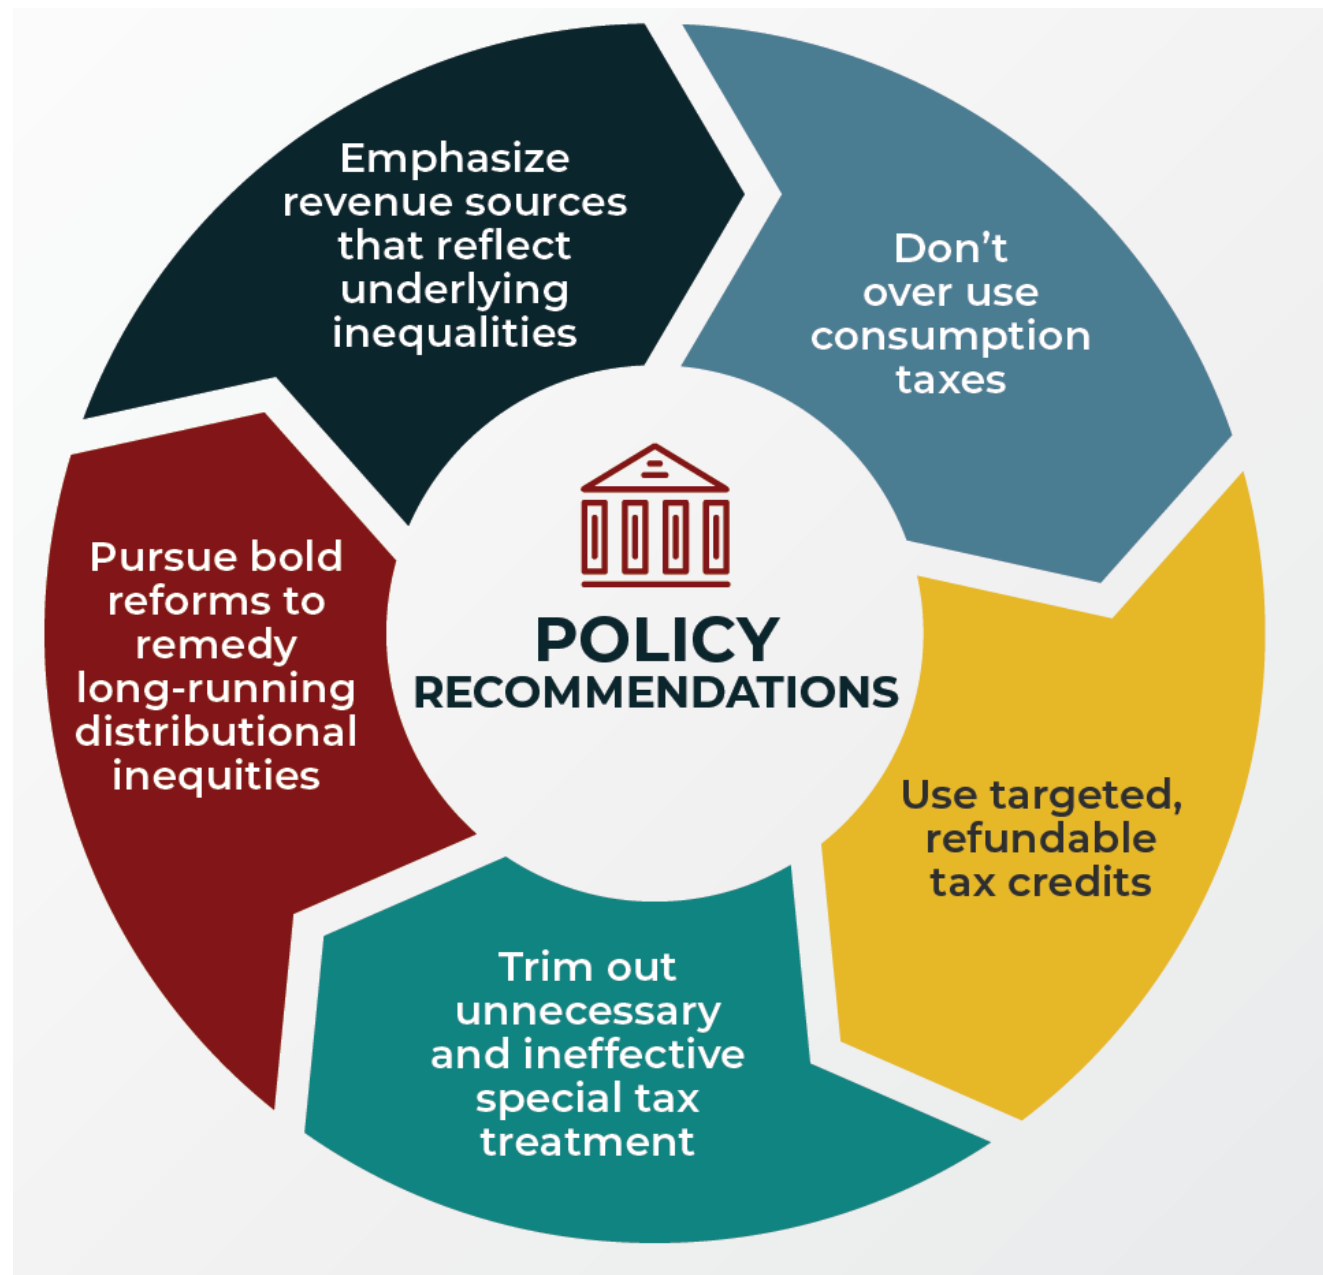 Emphasize
revenue sources
that reflect
underlying
inequalities
Don’t
over use
consumption
taxes
Use targeted,
refundable
tax credits
Trim out
unnecessary
and ineffective
special tax
treatment
Pursue bold
reforms to
remedy
long-running
distributional
inequities
POLICY
RECOMMENDATIONS